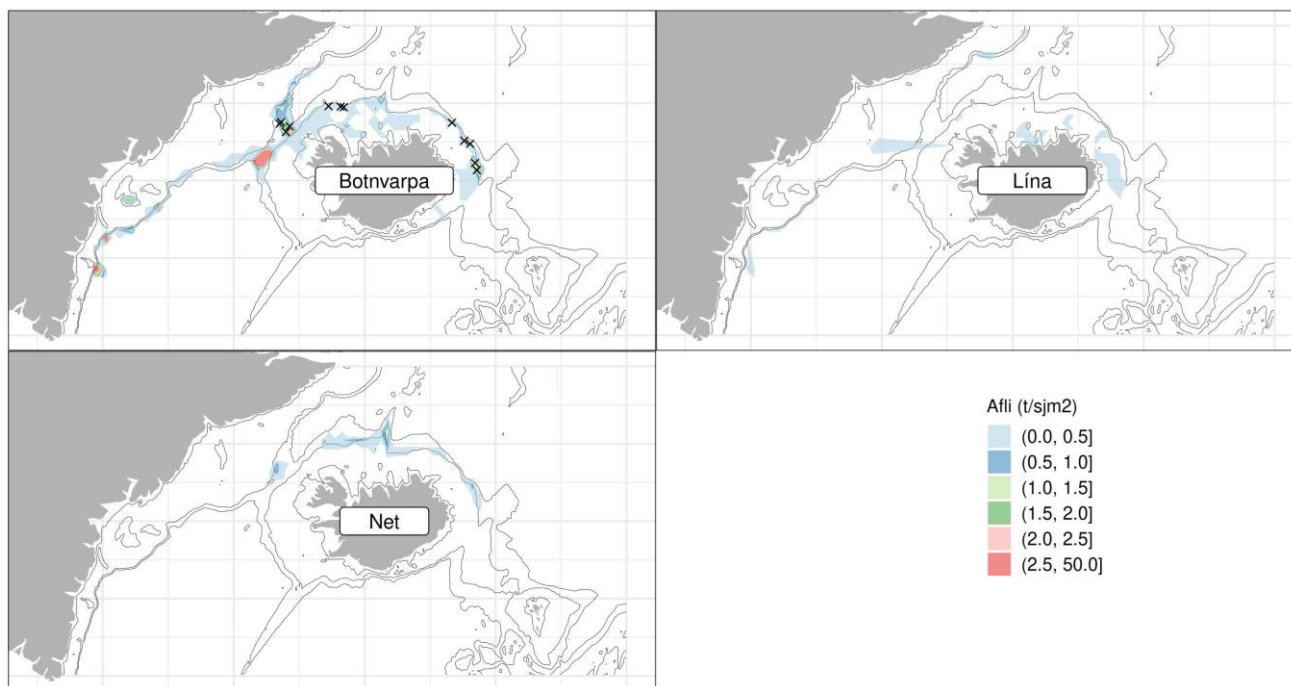 Botnvarpa
Lína
Net
Afli (t/sjm2)
(0.0, 0.5]
(0.5, 1.0]
(1.0, 1.5]
(1.5, 2.0]
(2.0, 2.5]
(2.5, 50.0]